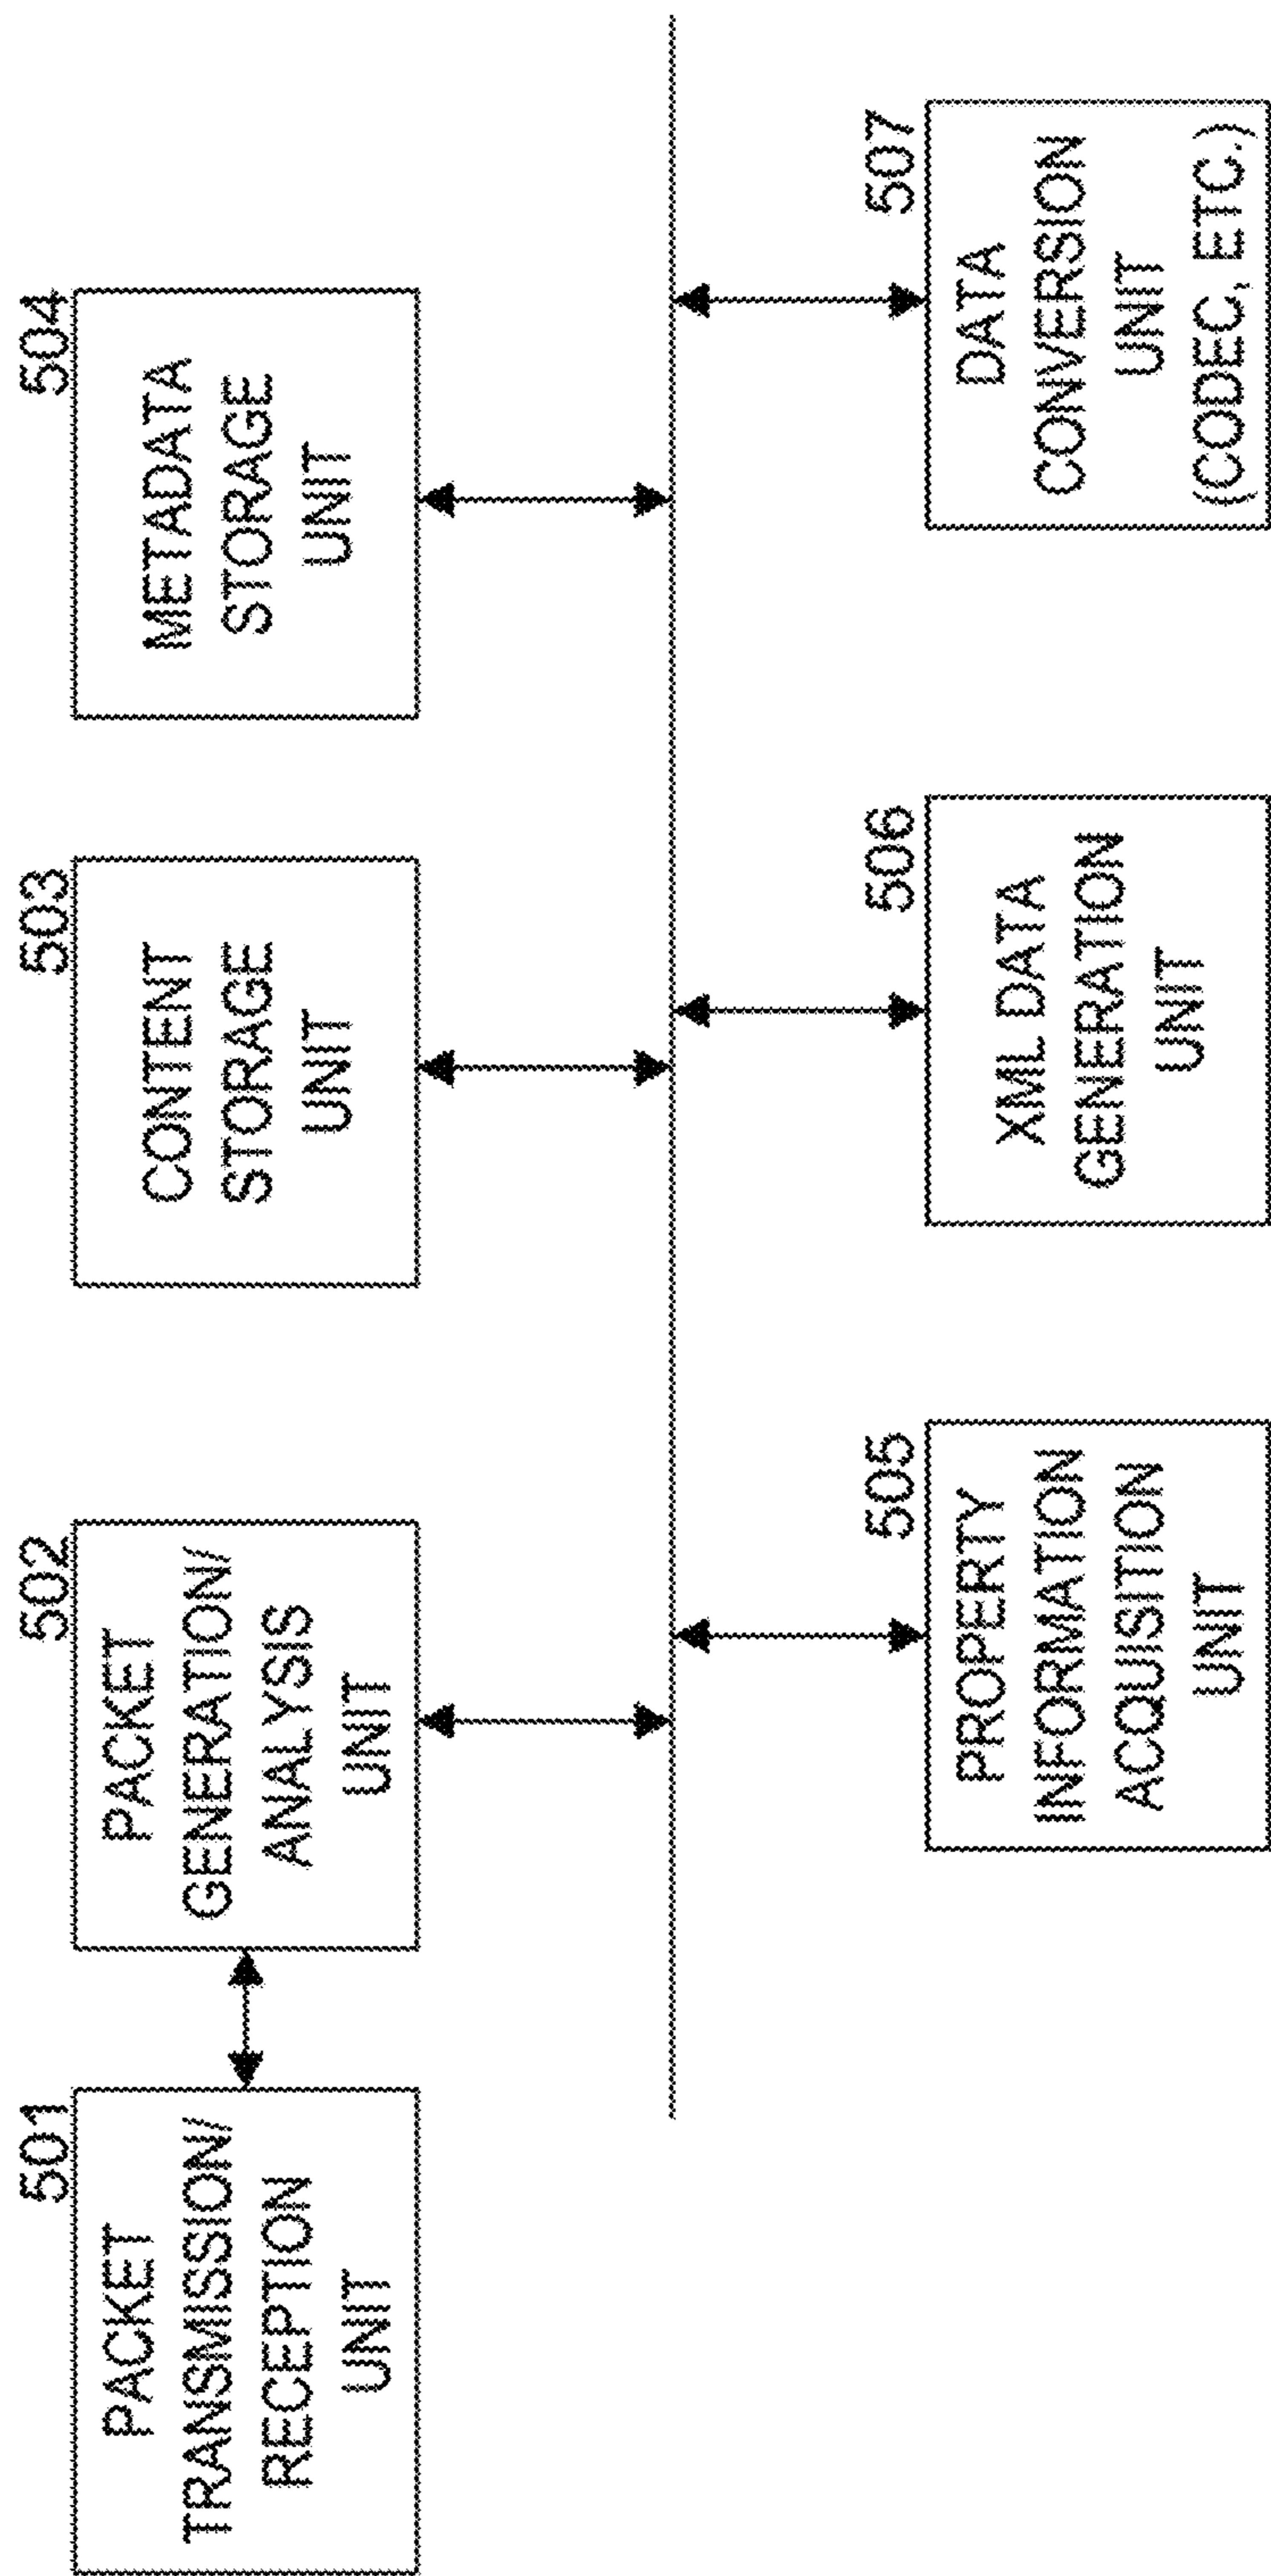 501
PACKET
TRANSMISSION/
RECEPTION
UNIT
502
PACKET
GENERATION/
ANALYSIS
UNIT
503
CONTENT
STORAGE
UNIT
504
METADATA
STORAGE
UNIT
505
PROPERTY
INFORMATION
ACQUISITION
UNIT
506
XML DATA
GENERATION
UNIT
507
DATA
CONVERSION
UNIT
(CODEC, ETC.)